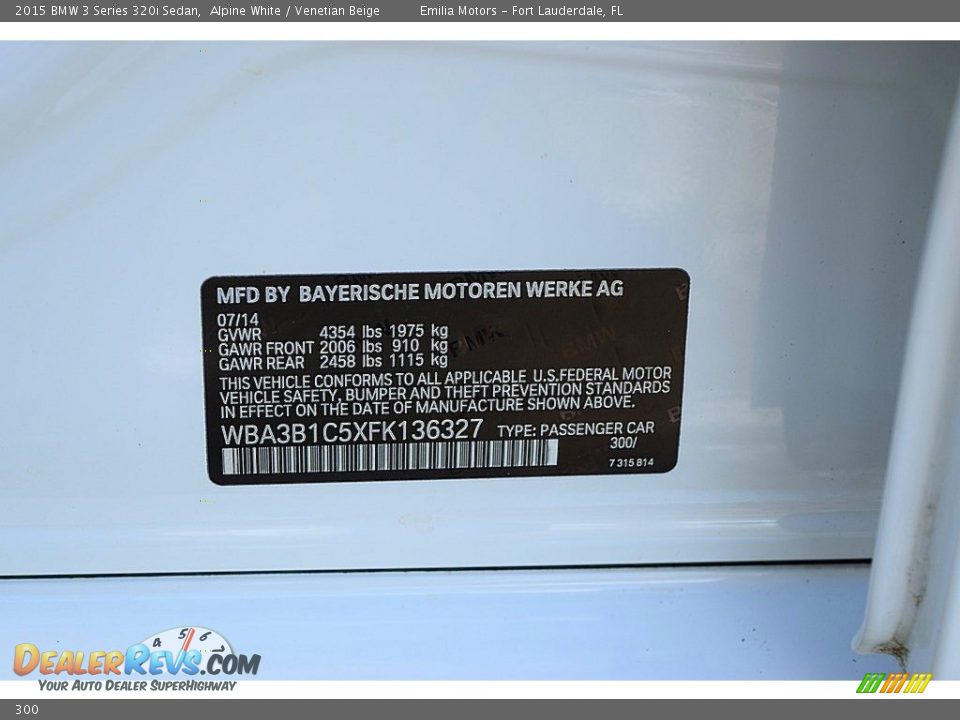 2015 BMW 3 Series 320i Sedan, Alpine White / Venetian Beige Emilia Motors - Fort Lauderdale, FL
MFD BY BAYERISCHE MOTOREN WERKE AG
07/14
GVWR 4354 lbs 1975 kg
GAWR FRONT 2006 lbs 910 kg
GAWR REAR 2458 lbs 1115 kg
THIS VEHICLE CONFORMS TO ALL APPLICABLE U.S.FEDERAL MOTOR
VEHICLE SAFETY, BUMPER AND THEFT PREVENTION STANDARDS
IN EFFECT ON THE DATE OF MANUFACTURE SHOWN ABOVE.
WBA3B1C5XFK136327 TYPE: PASSENGER CAR
300/
7 315 814
4 5 6 7
DEALERREVS.COM
YOUR AUTO DEALER SUPERHIGHWAY
300